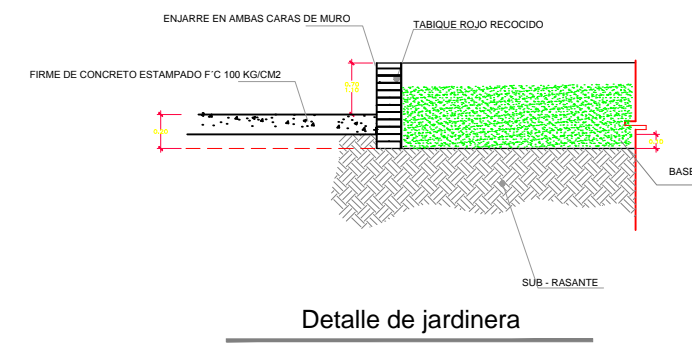 ENJARRE EN AMBAS CARAS DE MURO
TABIQUE ROJO RECOCIDO
FIRME DE CONCRETO ESTAMPADO F´C 100 KG/CM2
BASE
SUB - RASANTE
Detalle de jardinera